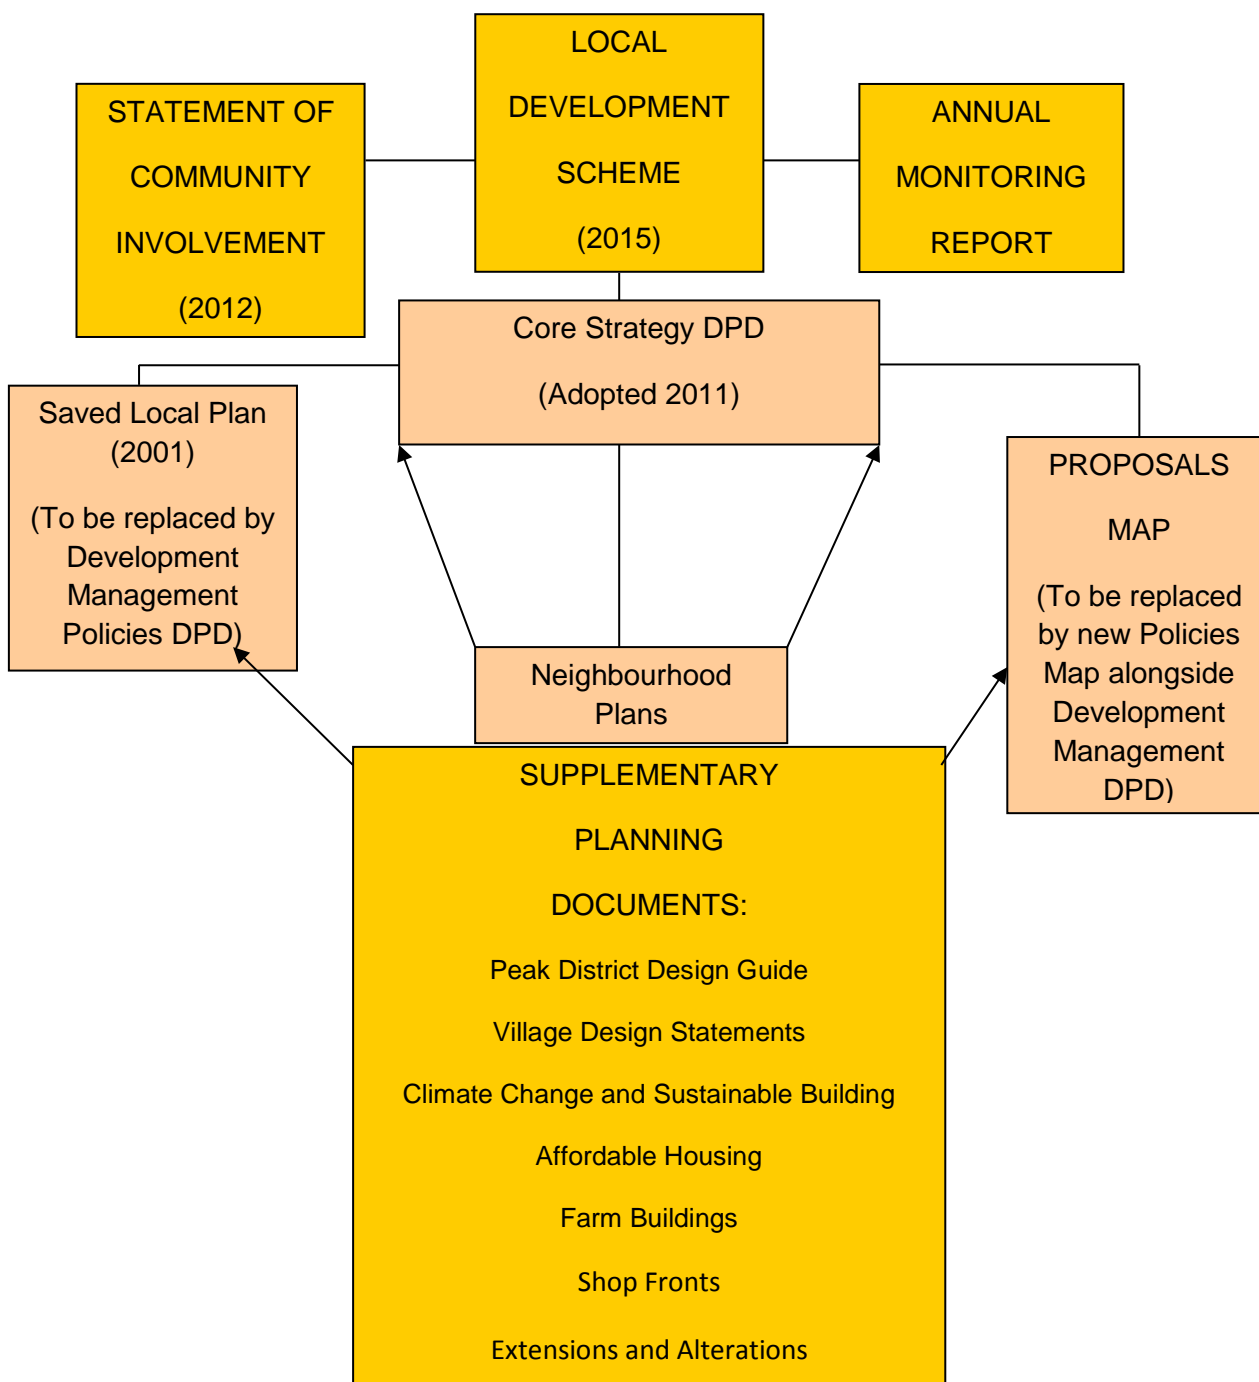 LOCAL
DEVELOPMENT
SCHEME
(2015)
STATEMENT OF
COMMUNITY
INVOLVEMENT
(2012)
ANNUAL
MONITORING
REPORT
Core Strategy DPD
(Adopted 2011)
Saved Local Plan
(2001)
(To be replaced by
Development
Management
Policies DPD)
PROPOSALS
MAP
(To be replaced
by new Policies
Map alongside
Development
Management
DPD)
Neighbourhood
Plans
SUPPLEMENTARY
PLANNING
DOCUMENTS:
Peak District Design Guide
Village Design Statements
Climate Change and Sustainable Building
Affordable Housing
Farm Buildings
Shop Fronts
Extensions and Alterations